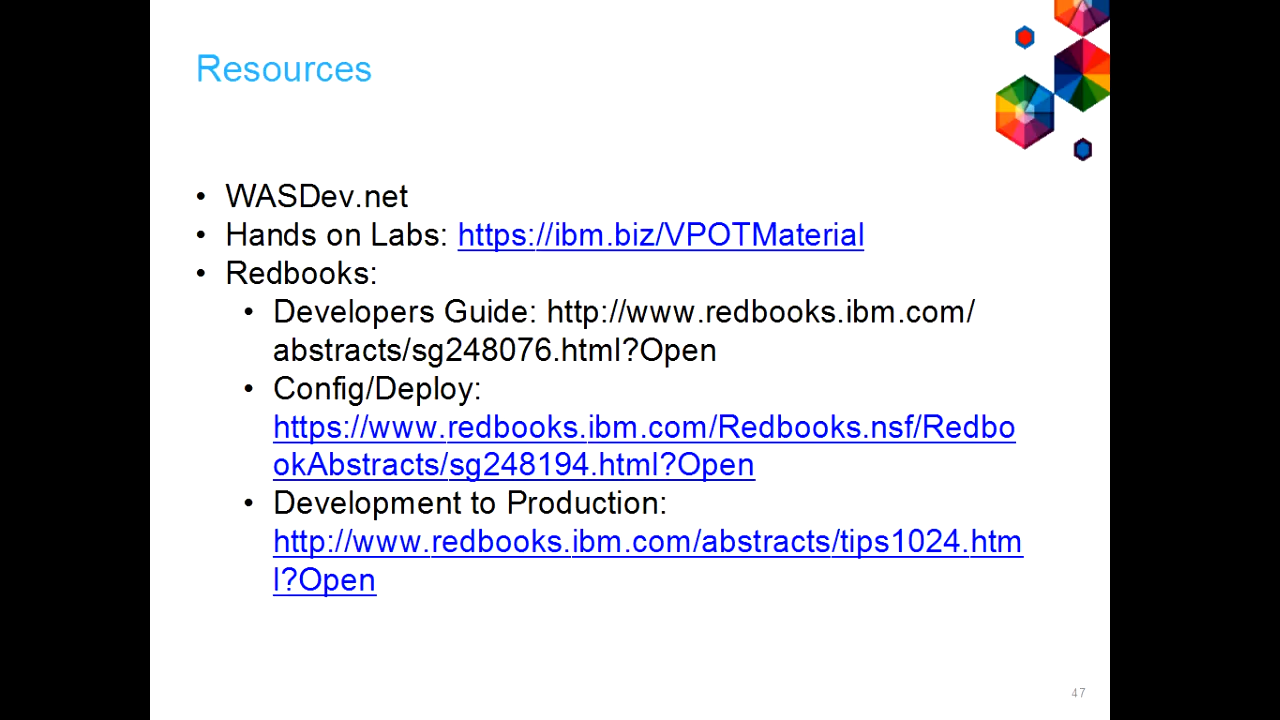 Resources
• WASDev.net
• Hands on Labs: https://ibm.biz/VPOTMaterial
• Redbooks:
• Developers Guide: http://www.redbooks.ibm.com/
abstracts/sg248076.html?Open
• Config/Deploy:
https://www.redbooks.ibm.com/Redbooks.nsf/Redbo
okAbstracts/sg248194.html?Open
• Development to Production:
http://www.redbooks.ibm.com/abstracts/tips1024.htm
l?Open
47